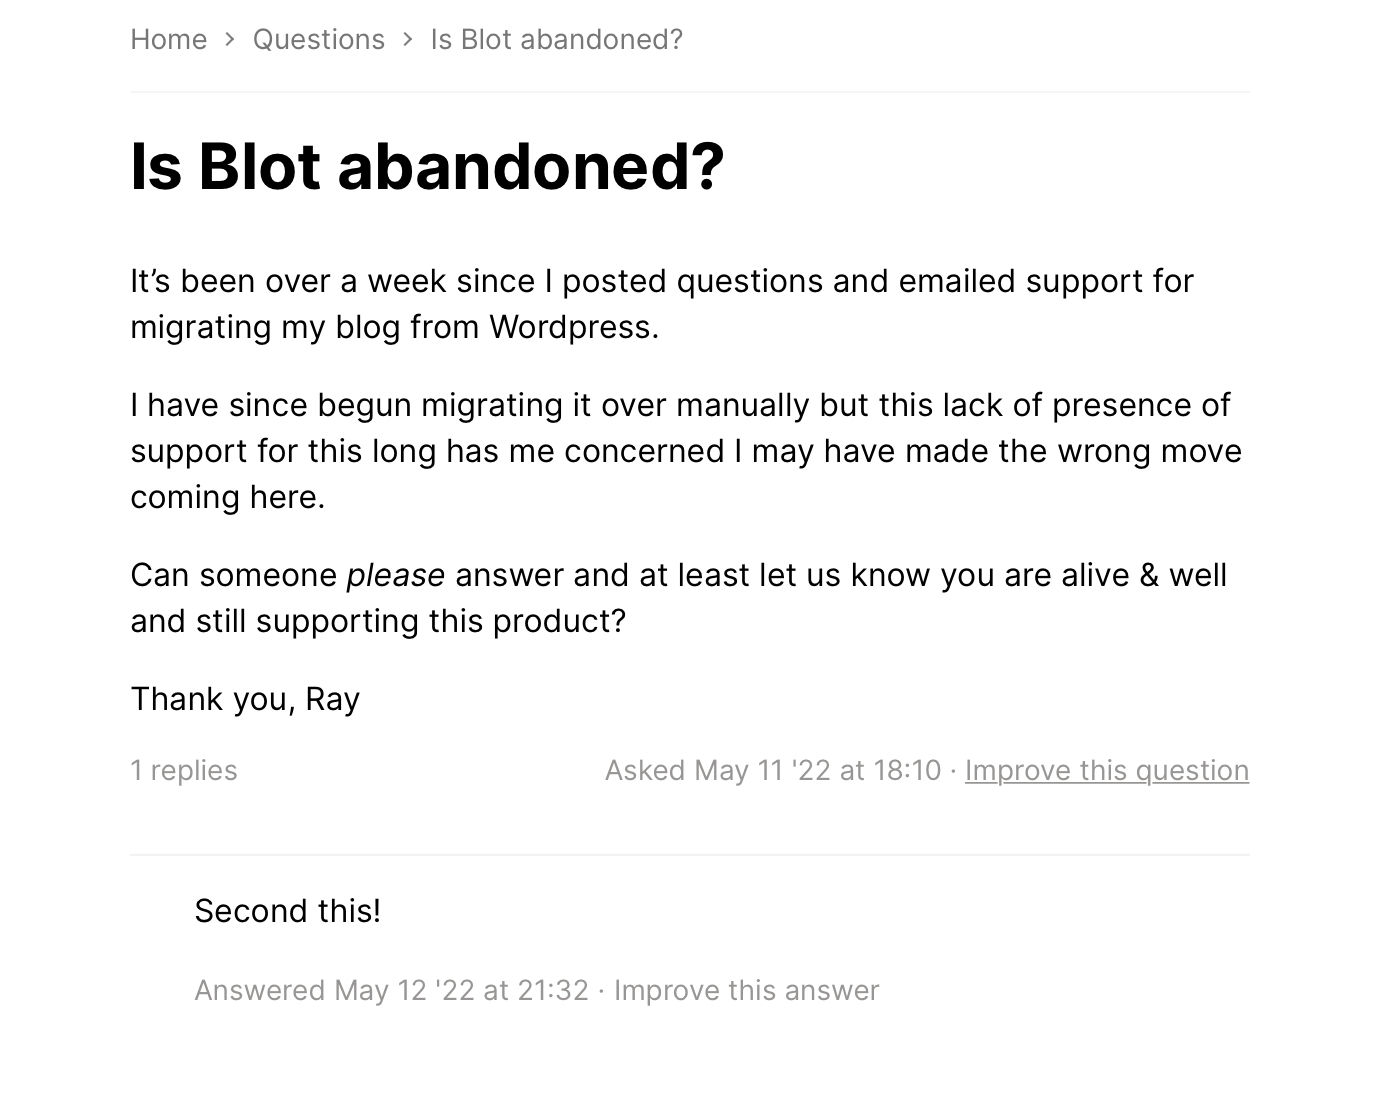 Home > Questions > Is Blot abandoned?
Is Blot abandoned?
It’s been over a week since I posted questions and emailed support for
migrating my blog from Wordpress.
I have since begun migrating it over manually but this lack of presence of
support for this long has me concerned I may have made the wrong move
coming here.
Can someone please answer and at least let us know you are alive & well
and still supporting this product?
Thank you, Ray
1 replies
Asked May 11 '22 at 18:10 · Improve this question
Second this!
Answered May 12 '22 at 21:32 · Improve this answer